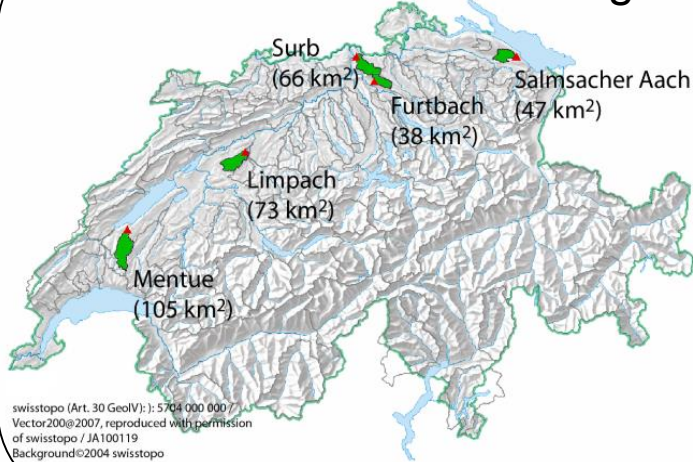 Surb
(66 km²)
Salmsacher Aach
(47 km²)
Furtbach
(38 km²)
Limpach
(73 km²)
Mentue
(105 km²)
swisstopo (Art. 30 GeolV): ): 5704 000 000 /
Vector200@2007, reproduced with permission
of swisstopo / JA100119
Background©2004 swisstopo